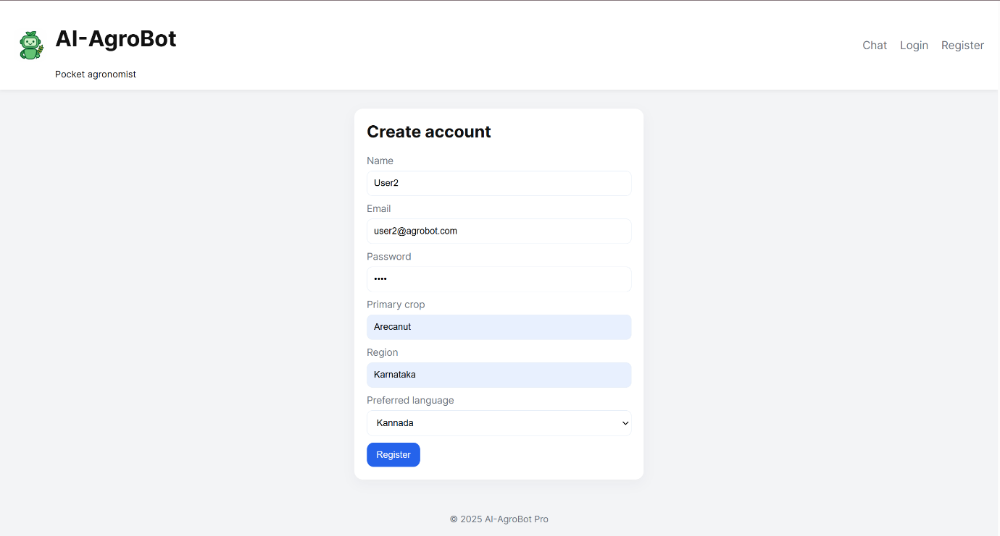 AI-AgroBot
Pocket agronomist
Chat Login Register
Create account
Name
User2
Email
user2@agrobot.com
Password
••••
Primary crop
Arecanut
Region
Karnataka
Preferred language
Kannada
Register
© 2025 AI-AgroBot Pro